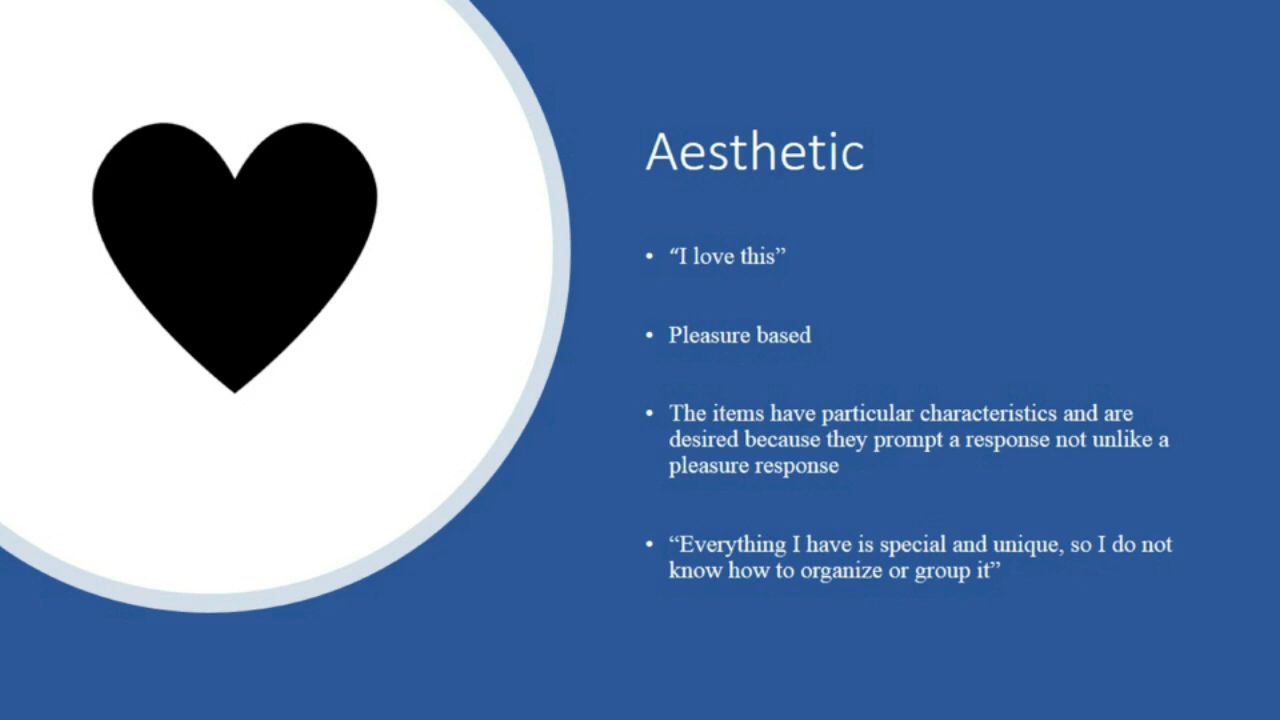 Aesthetic
• “I love this”
• Pleasure based
• The items have particular characteristics and are
desired because they prompt a response not unlike a
pleasure response
• “Everything I have is special and unique, so I do not
know how to organize or group it”